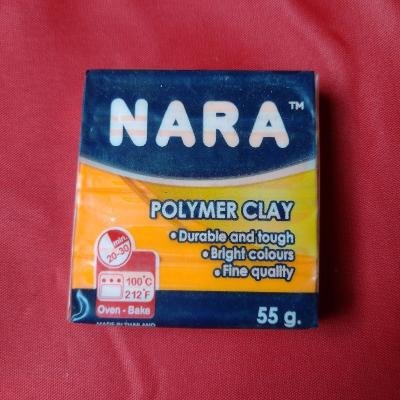 NARA™
POLYMER CLAY
•Durable and tough
•Bright colours
•Fine quality
min.
20-30
100°C
212°F
Oven - Bake
55 g.
MADE IN THAILAND